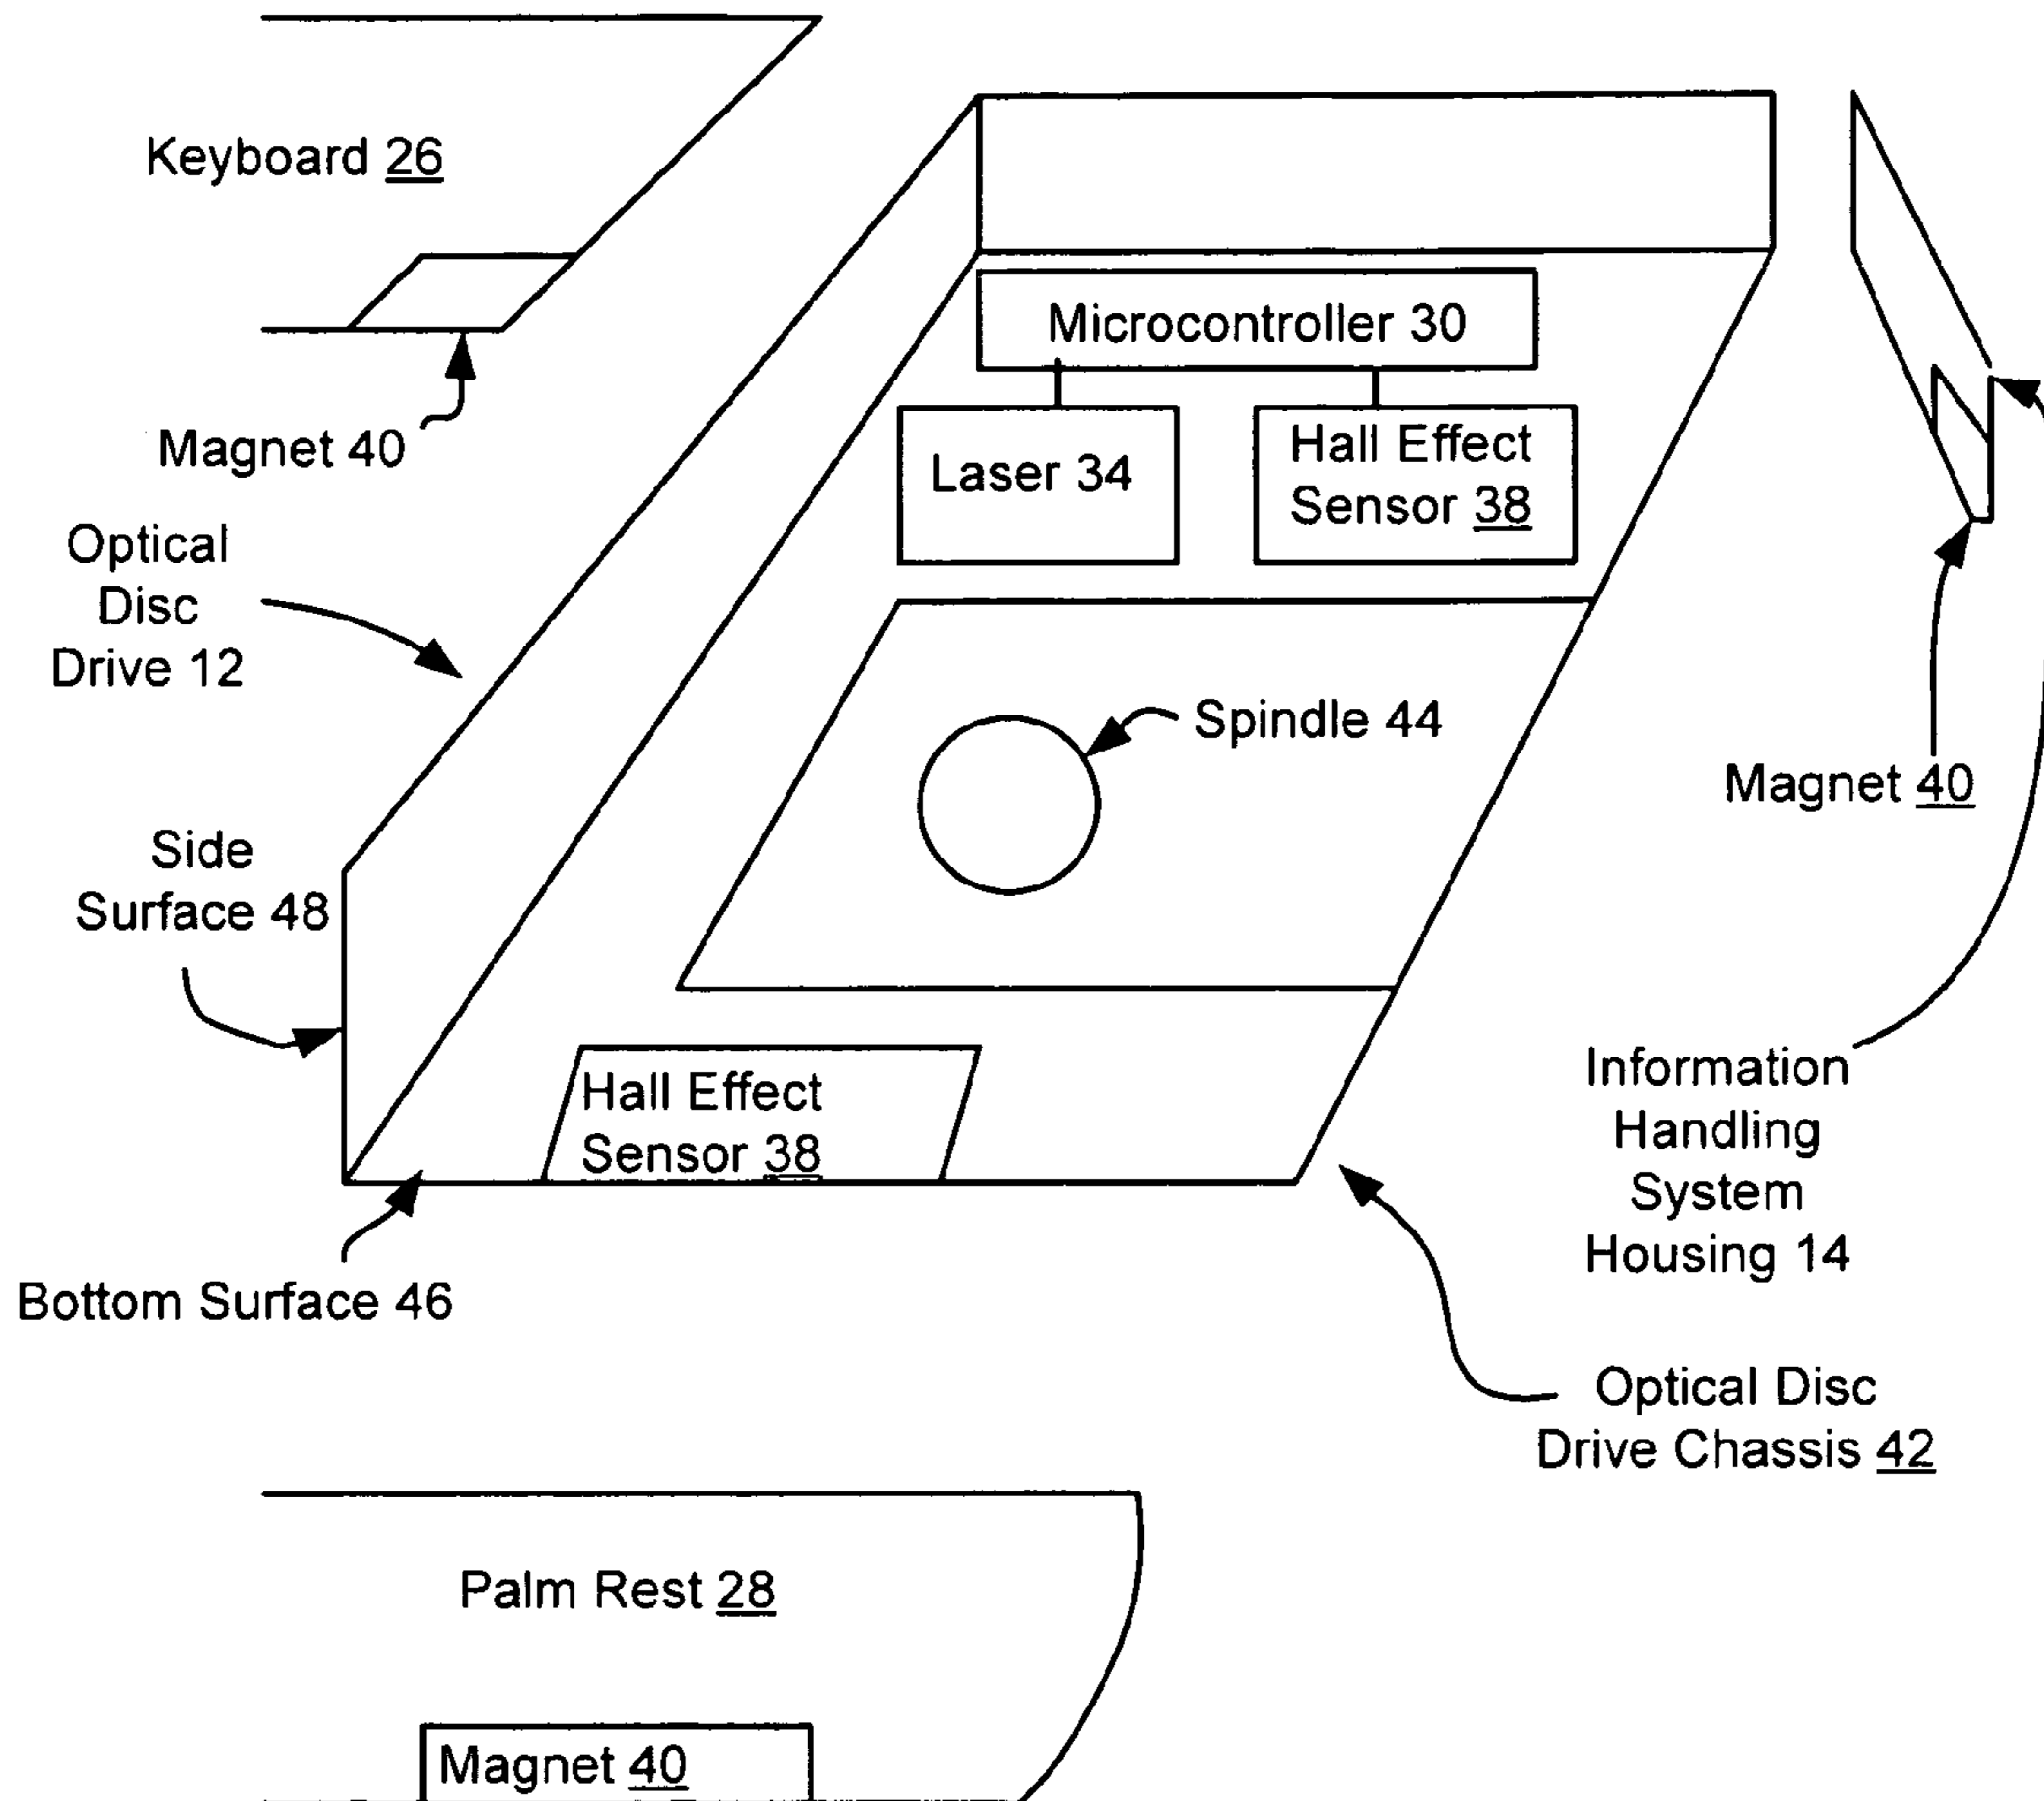 Keyboard 26
Magnet 40
Optical
Disc
Drive 12
Microcontroller 30
Laser 34
Hall Effect
Sensor 38
Spindle 44
Magnet 40
Side
Surface 48
Hall Effect
Sensor 38
Bottom Surface 46
Information
Handling
System
Housing 14
Optical Disc
Drive Chassis 42
Palm Rest 28
Magnet 40